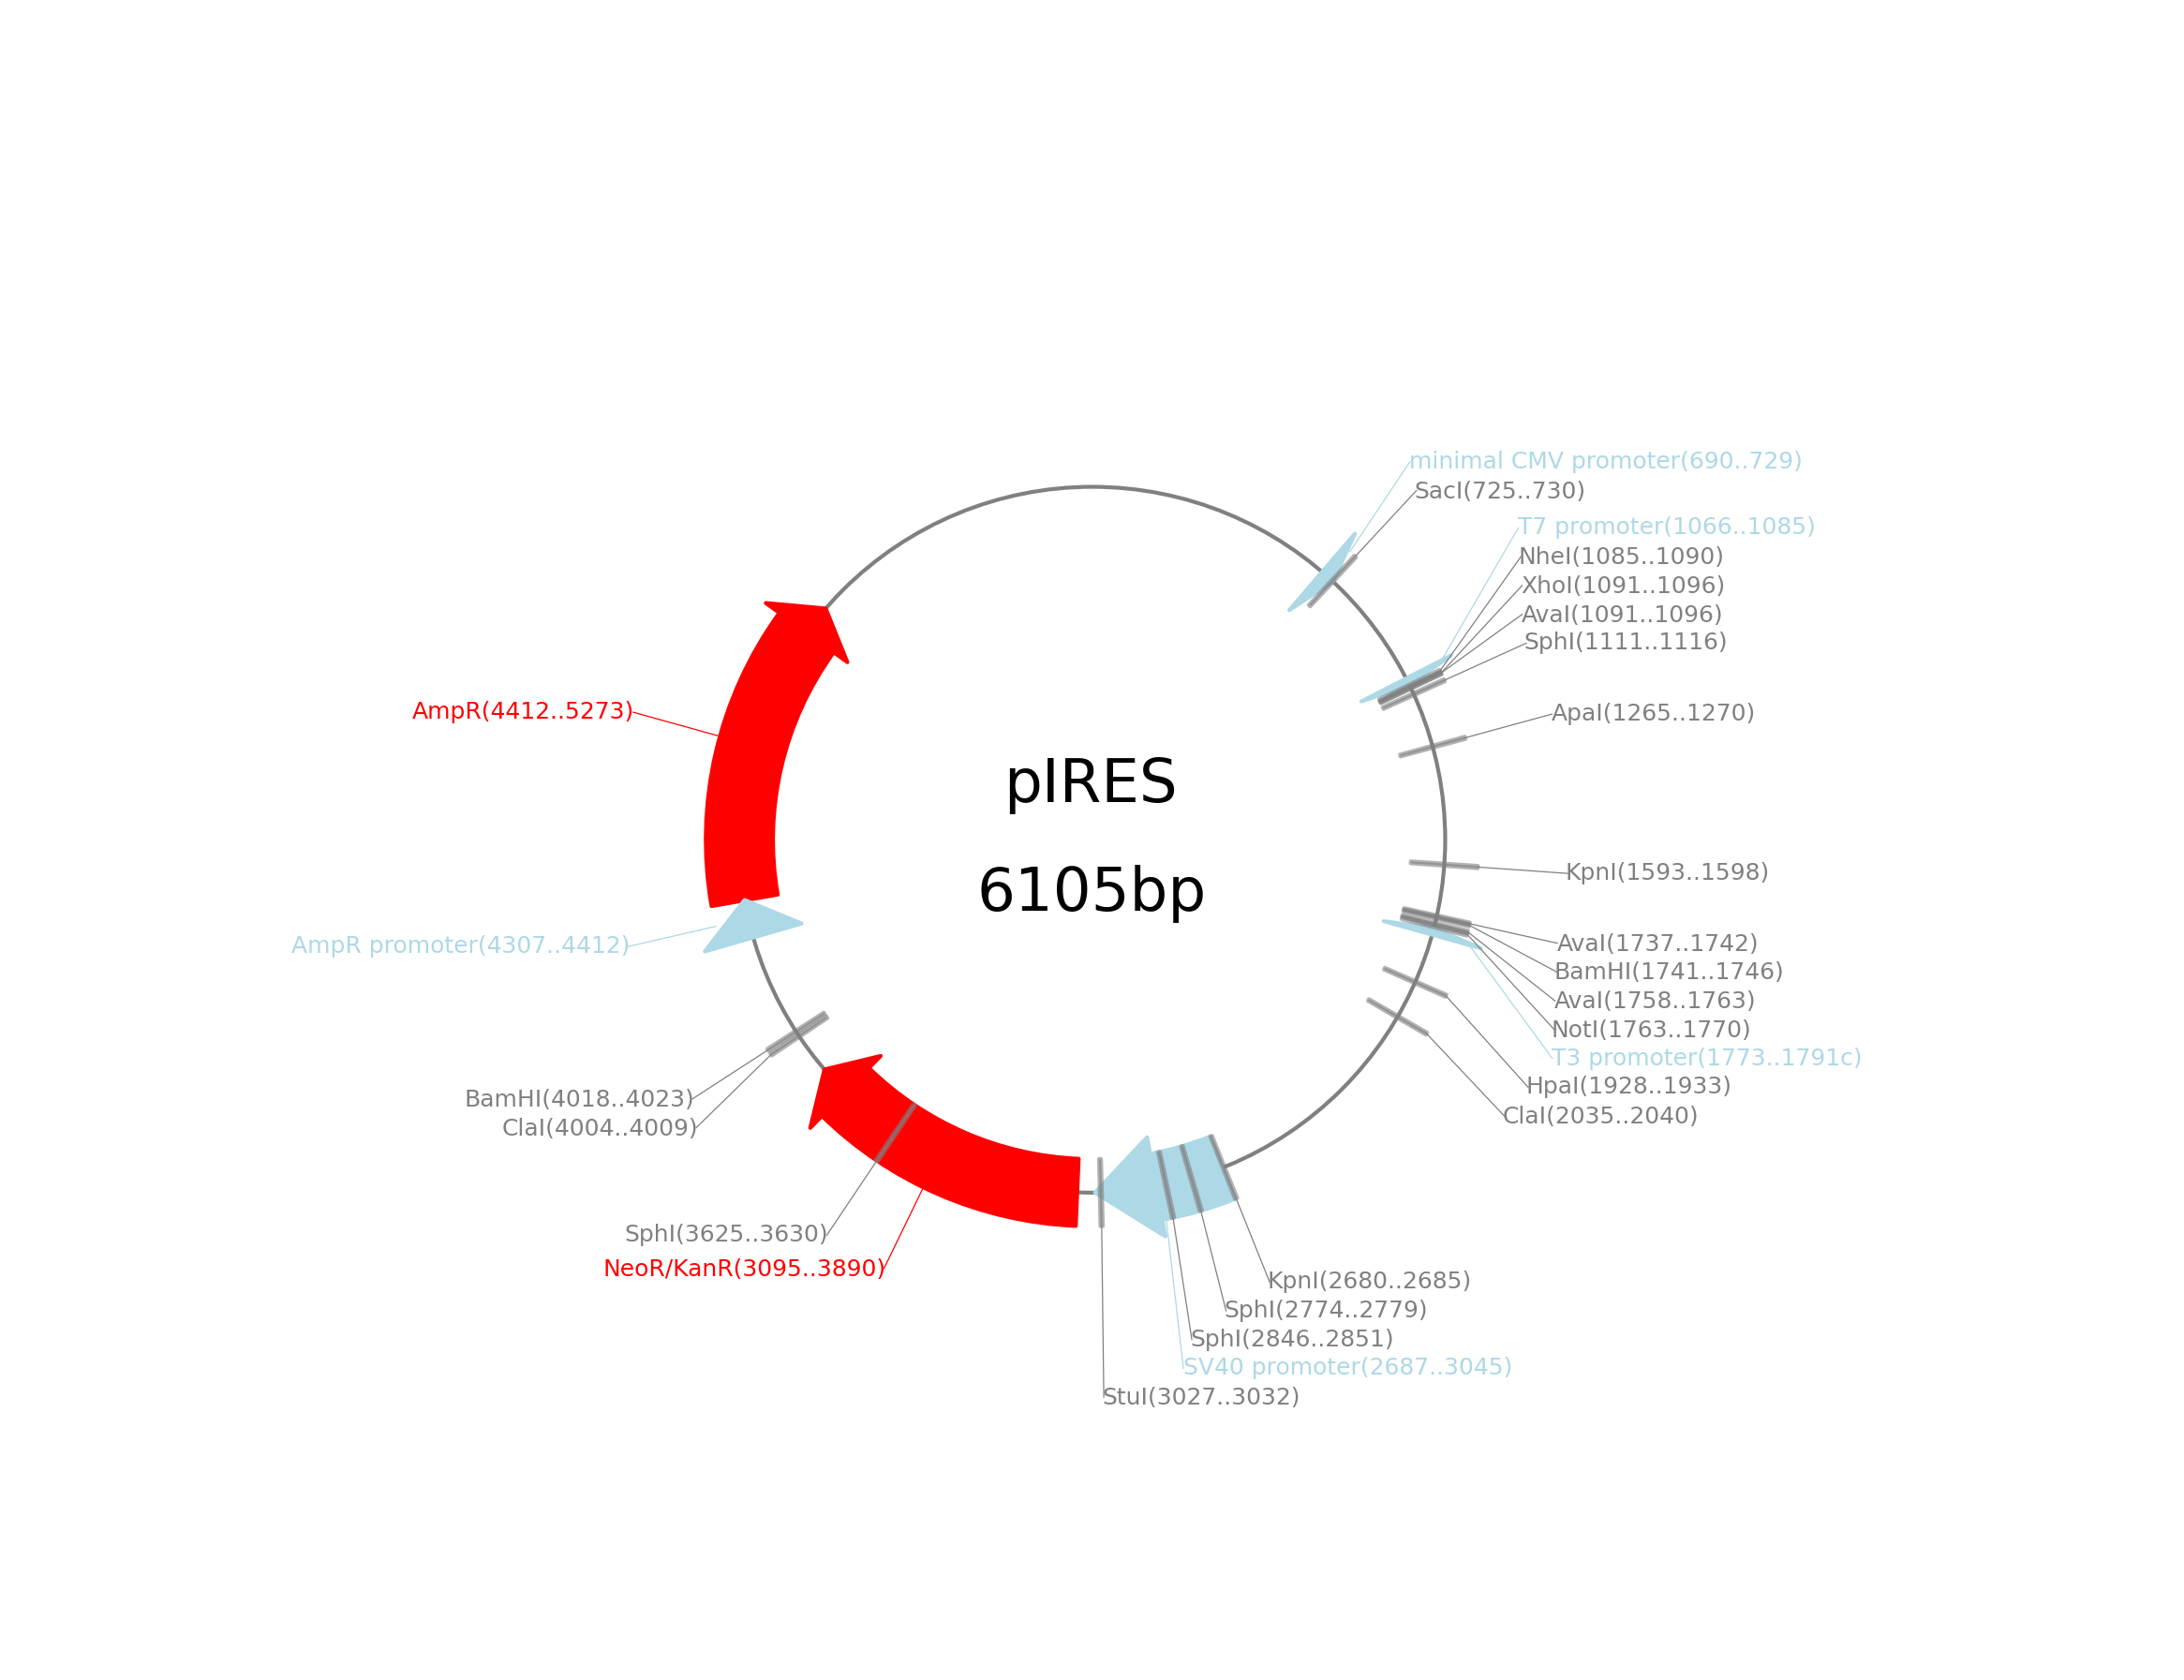 minimal CMV promoter(690..729)
SacI(725..730)
T7 promoter(1066..1085)
NheI(1085..1090)
XhoI(1091..1096)
AvaI(1091..1096)
SphI(1111..1116)
AmpR(4412..5273)
ApaI(1265..1270)
pIRES
6105bp
KpnI(1593..1598)
AmpR promoter(4307..4412)
AvaI(1737..1742)
BamHI(1741..1746)
AvaI(1758..1763)
NotI(1763..1770)
T3 promoter(1773..1791c)
HpaI(1928..1933)
ClaI(2035..2040)
BamHI(4018..4023)
ClaI(4004..4009)
SphI(3625..3630)
NeoR/KanR(3095..3890)
KpnI(2680..2685)
SphI(2774..2779)
SphI(2846..2851)
SV40 promoter(2687..3045)
StuI(3027..3032)